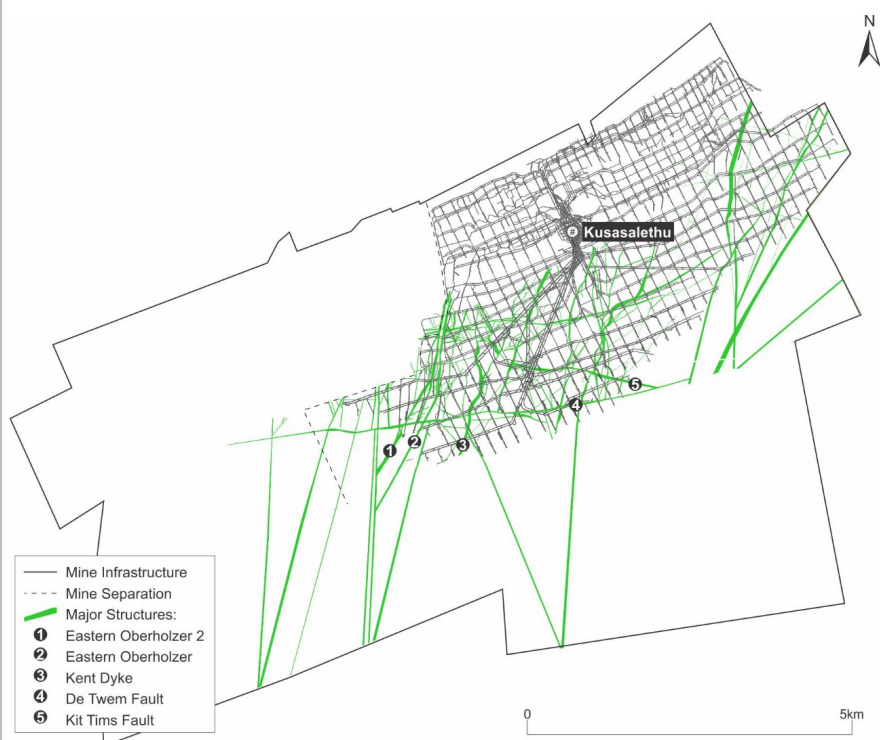 N
#
Kusasalethu
1
2
3
4
5
Mine Infrastructure
Mine Separation
Major Structures:
1 Eastern Oberholzer 2
2 Eastern Oberholzer
3 Kent Dyke
4 De Twem Fault
5 Kit Tims Fault
0 5km